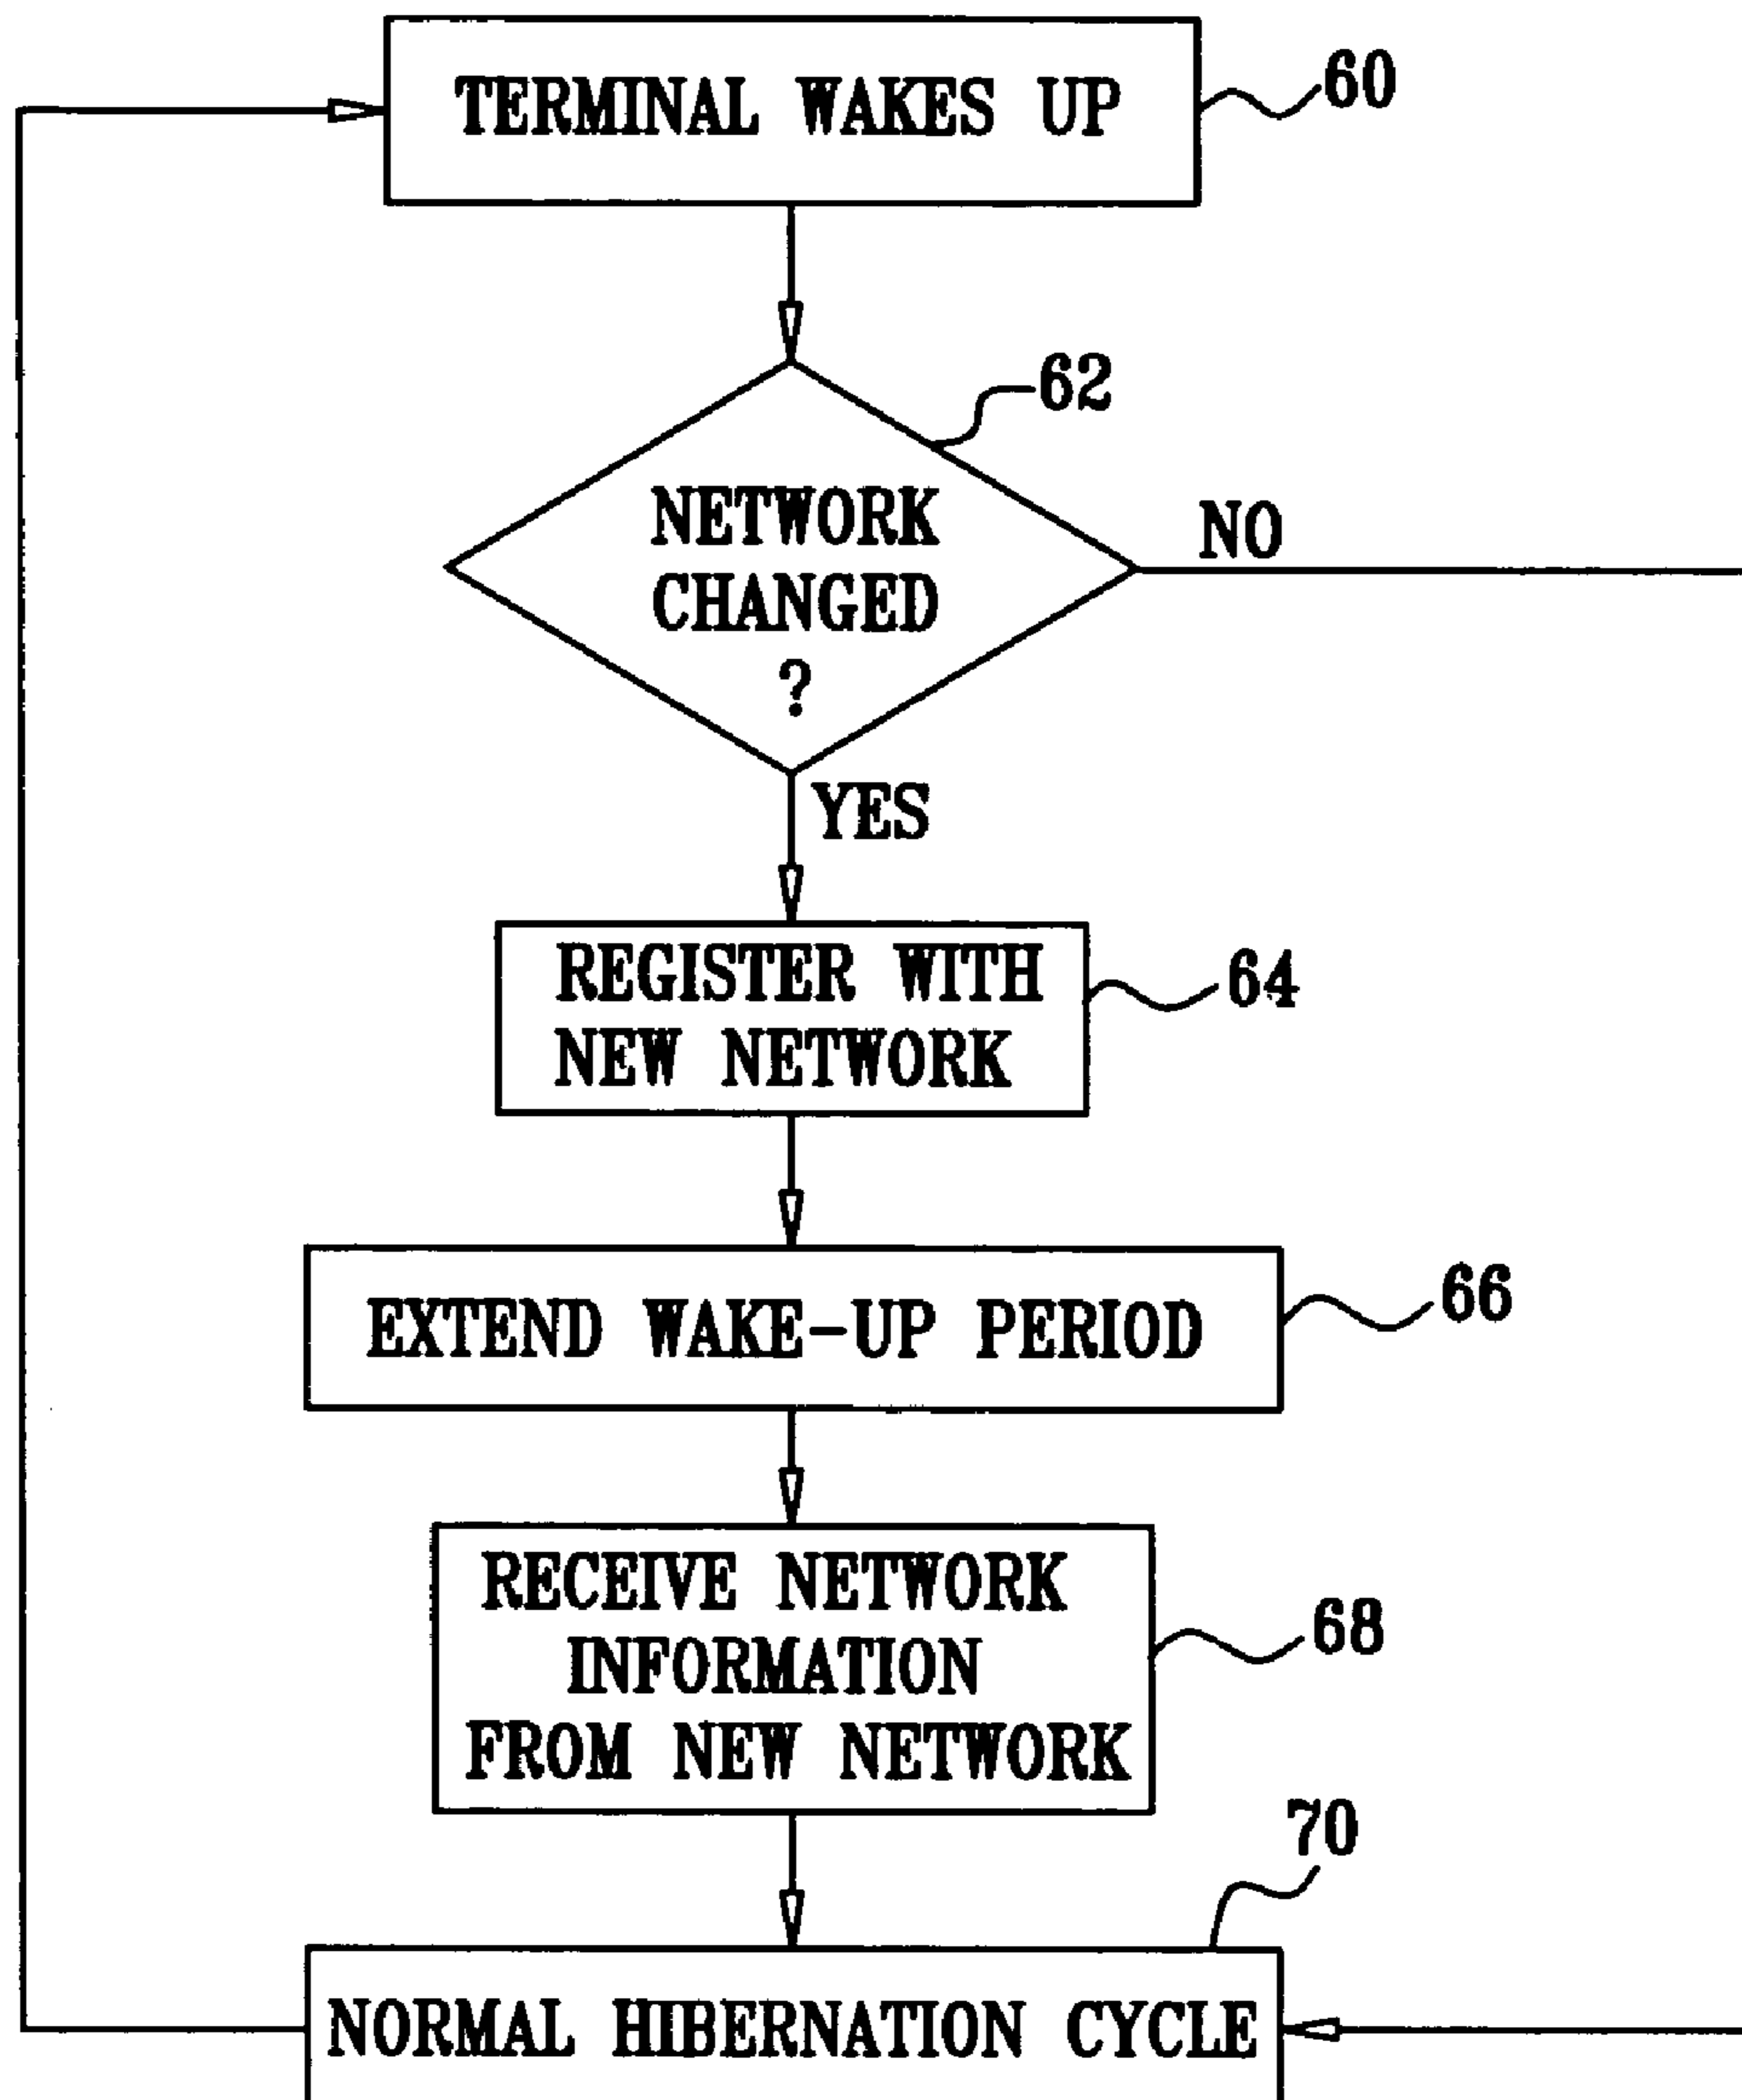 TERMINAL WAKES UP
60
62
NETWORK
CHANGED
?
NO
YES
REGISTER WITH
NEW NETWORK
64
EXTEND WAKE-UP PERIOD
66
RECEIVE NETWORK
INFORMATION
FROM NEW NETWORK
68
70
NORMAL HIBERNATION CYCLE